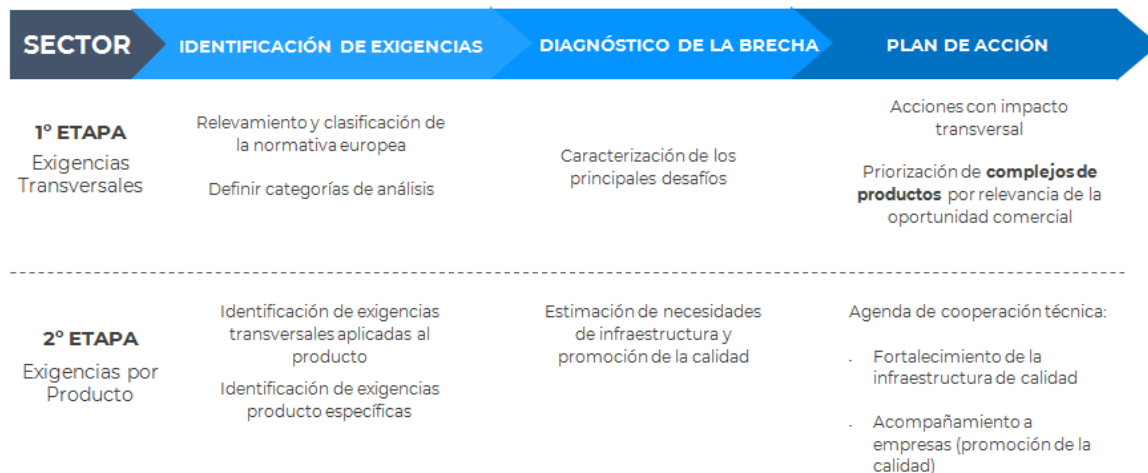 SECTOR
IDENTIFICACIÓN DE EXIGENCIAS
DIAGNÓSTICO DE LA BRECHA
PLAN DE ACCIÓN
1º ETAPA
Exigencias
Transversales
Relevamiento y clasificación de
la normativa europea
Definir categorías de análisis
Caracterización de los
principales desafíos
Acciones con impacto
transversal
Priorización de complejos de
productos por relevancia de la
oportunidad comercial
2º ETAPA
Exigencias por
Producto
Identificación de exigencias
transversales aplicadas al
producto
Identificación de exigencias
producto específicas
Estimación de necesidades
de infraestructura y
promoción de la calidad
Agenda de cooperación técnica:
. Fortalecimiento de la
infraestructura de calidad
. Acompañamiento a
empresas (promoción de la
calidad)